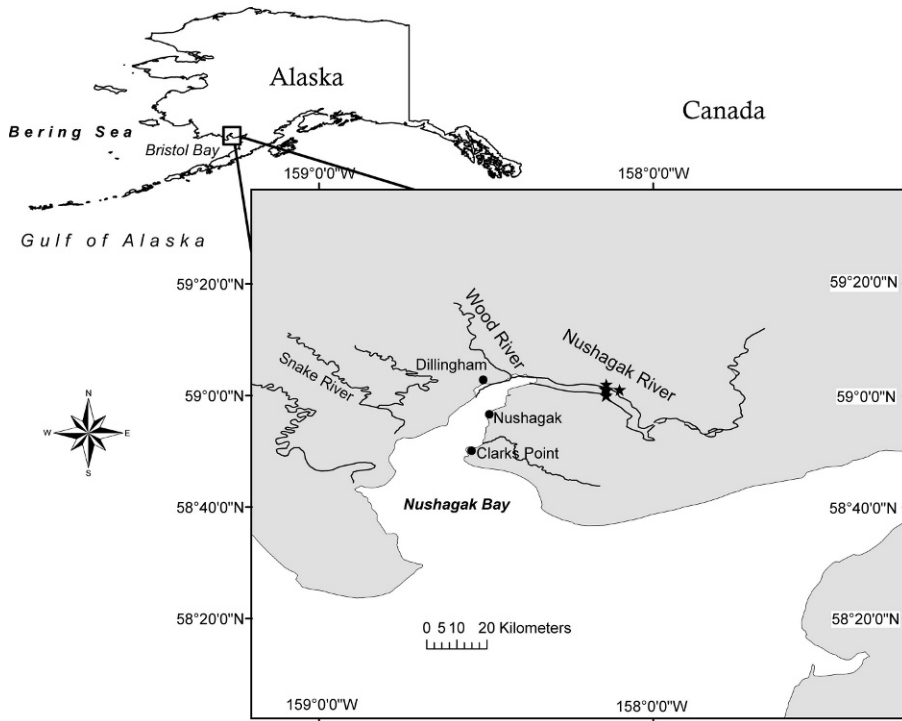 Alaska
Canada
Bering Sea
Bristol Bay
Gulf of Alaska
159°0'0"W
158°0'0"W
59°20'0"N
59°20'0"N
Wood River
Nushagak River
Dillingham
Snake River
59°0'0"N
59°0'0"N
Nushagak
N
W
E
S
Clarks Point
Nushagak Bay
58°40'0"N
58°40'0"N
58°20'0"N
58°20'0"N
0 5 10 20 Kilometers
159°0'0"W
158°0'0"W